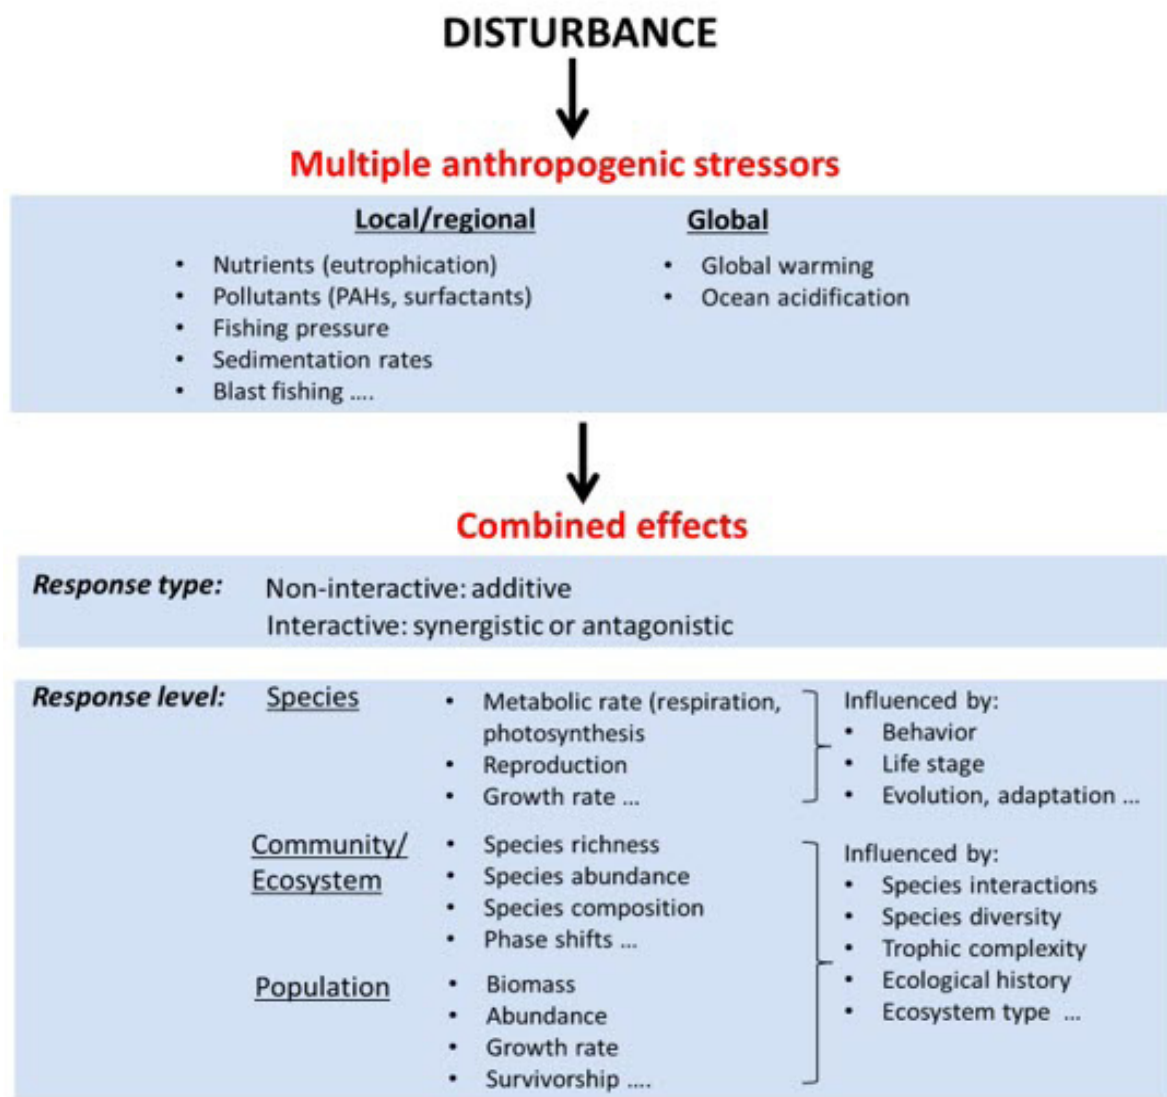 DISTURBANCE
Multiple anthropogenic stressors
Local/regional
• Nutrients (eutrophication)
• Pollutants (PAHs, surfactants)
• Fishing pressure
• Sedimentation rates
• Blast fishing ....
Global
• Global warming
• Ocean acidification
Combined effects
Response type: Non-interactive: additive
Interactive: synergistic or antagonistic
Response level: Species
• Metabolic rate (respiration,
photosynthesis
• Reproduction
• Growth rate ...
Influenced by:
• Behavior
• Life stage
• Evolution, adaptation ...
Community/
Ecosystem
• Species richness
• Species abundance
• Species composition
• Phase shifts ...
Population
• Biomass
• Abundance
• Growth rate
• Survivorship ....
Influenced by:
• Species interactions
• Species diversity
• Trophic complexity
• Ecological history
• Ecosystem type ...